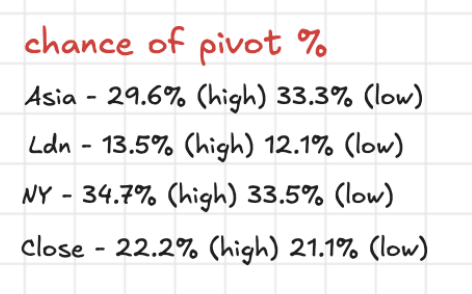 chance of pivot %
Asia - 29.6% (high) 33.3% (low)
Ldn - 13.5% (high) 12.1% (low)
NY - 34.7% (high) 33.5% (low)
Close - 22.2% (high) 21.1% (low)